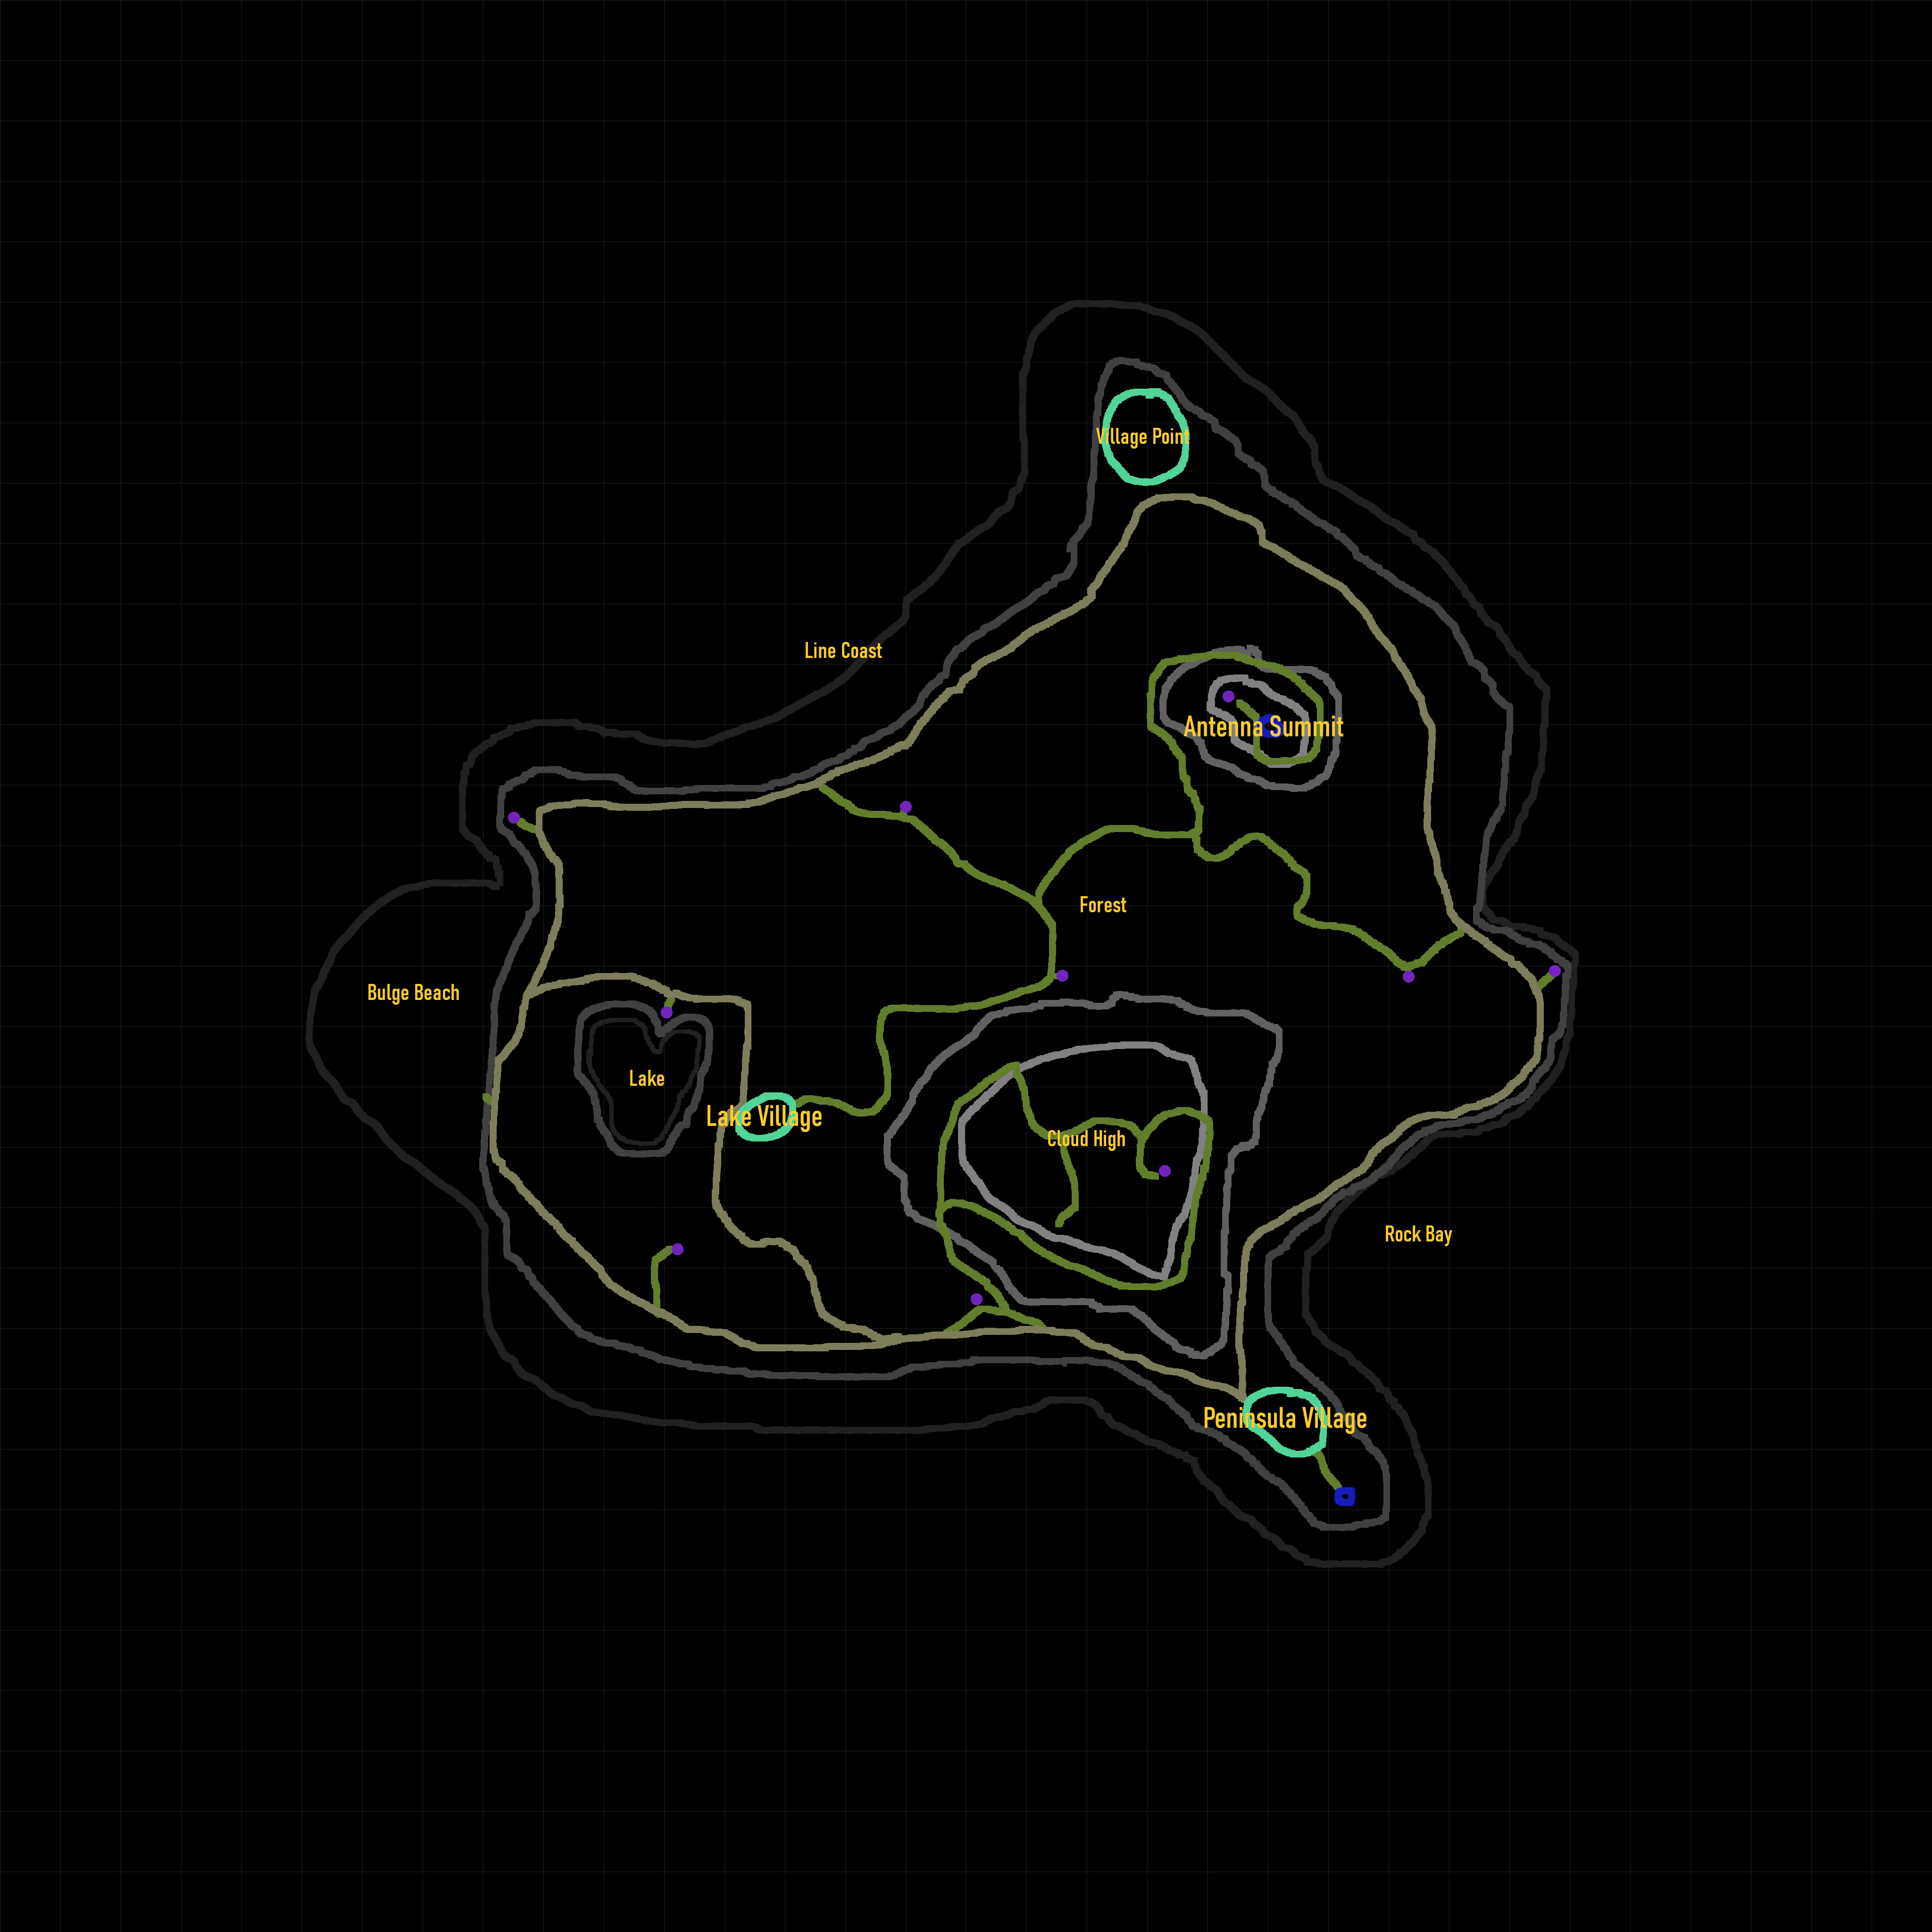 Village Point
Line Coast
Antenna Summit
Forest
Bulge Beach
Lake
Lake Village
Cloud High
Rock Bay
Peninsula Village